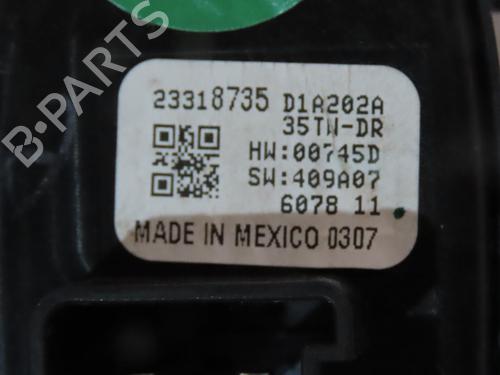 B-PARTS
23318735 D1A202A
35TW-DR
HW:00745D
SW:409A07
6078 11
MADE IN MEXICO 0307